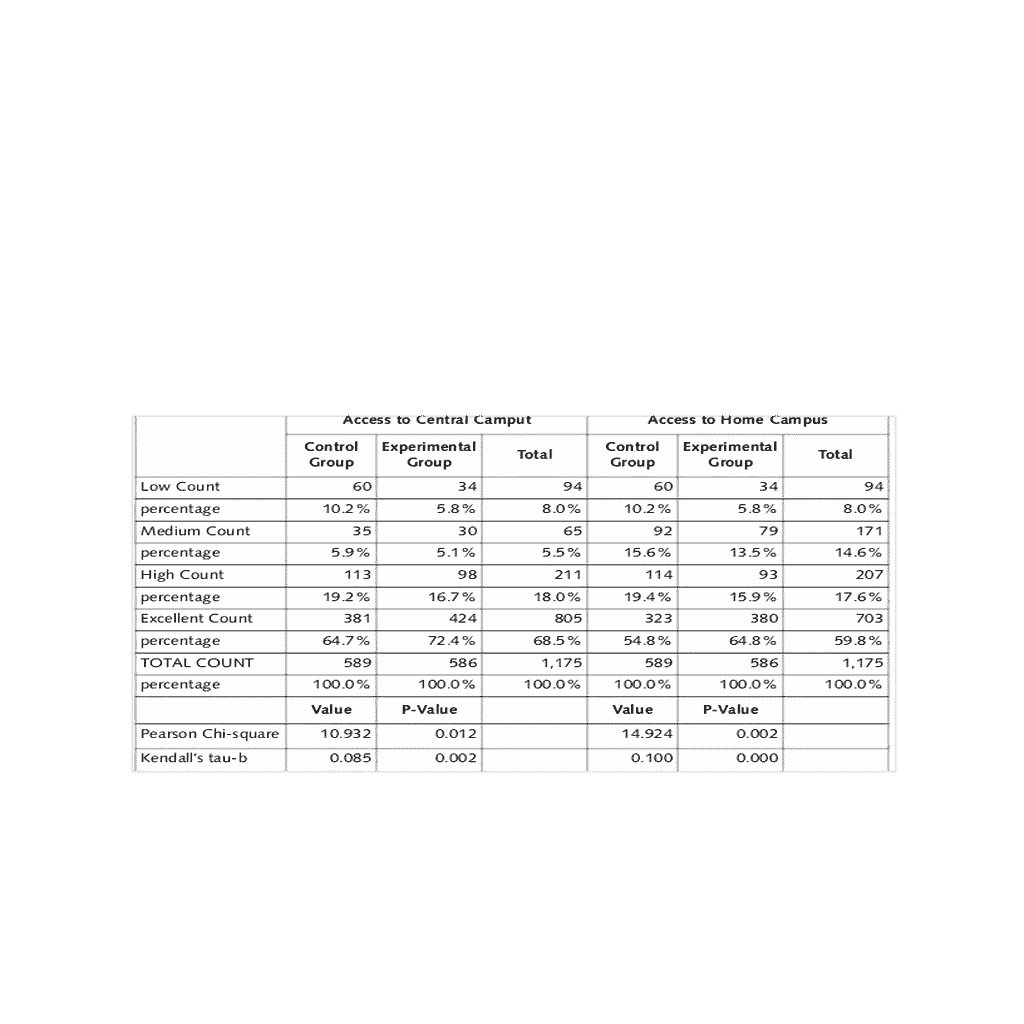 Access to Central Camput Access to Home Campus
Control Group Experimental Group Total Control Group Experimental Group Total
Low Count 60 34 94 60 34 94
percentage 10.2% 5.8% 8.0% 10.2% 5.8% 8.0%
Medium Count 35 30 65 92 79 171
percentage 5.9% 5.1% 5.5% 15.6% 13.5% 14.6%
High Count 113 98 211 114 93 207
percentage 19.2% 16.7% 18.0% 19.4% 15.9% 17.6%
Excellent Count 381 424 805 323 380 703
percentage 64.7% 72.4% 68.5% 54.8% 64.8% 59.8%
TOTAL COUNT 589 586 1,175 589 586 1,175
percentage 100.0% 100.0% 100.0% 100.0% 100.0% 100.0%
Value P-Value Value P-Value
Pearson Chi-square 10.932 0.012 14.924 0.002
Kendall's tau-b 0.085 0.002 0.100 0.000